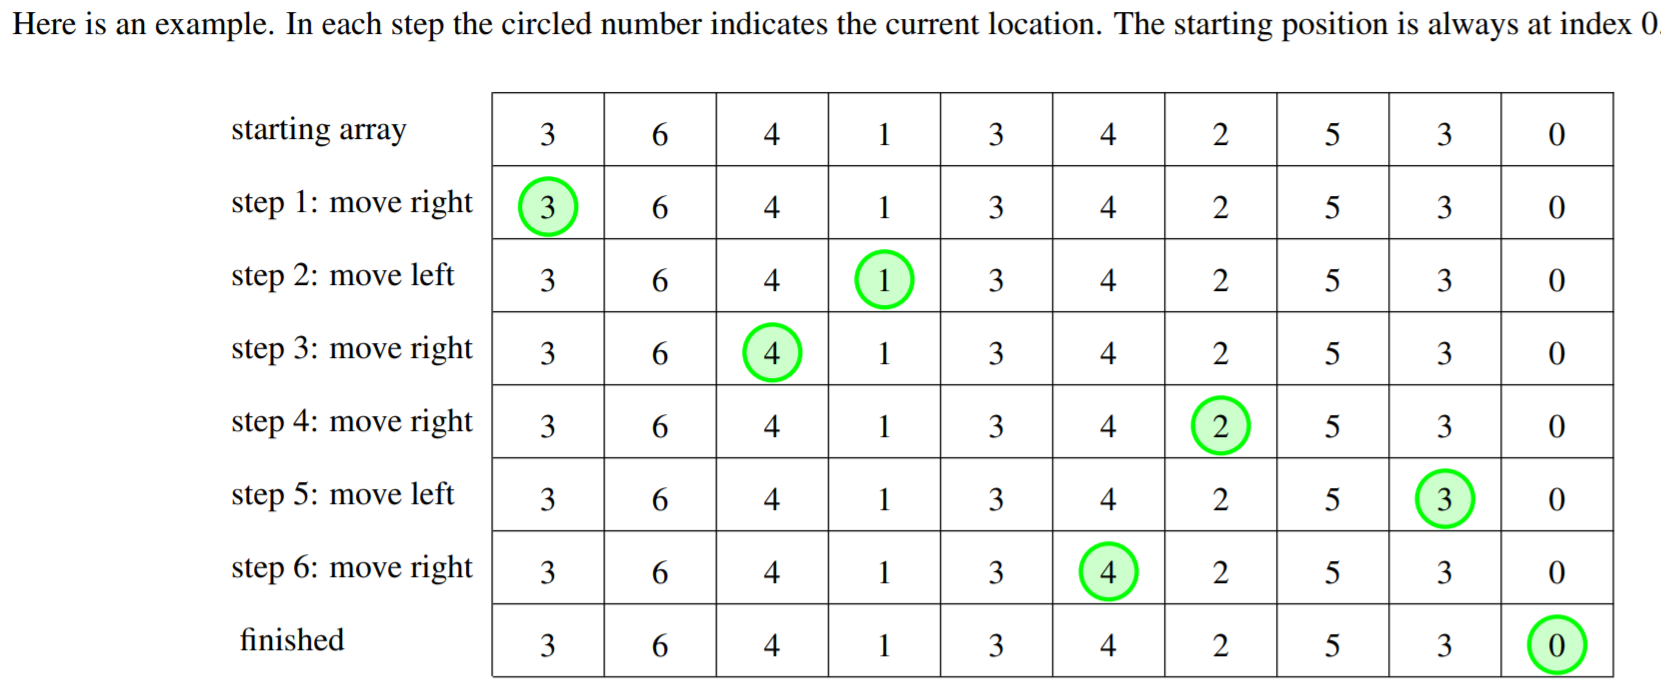 Here is an example. In each step the circled number indicates the current location. The starting position is always at index 0.
starting array 3 6 4 1 3 4 2 5 3 0
step 1: move right 3 6 4 1 3 4 2 5 3 0
step 2: move left 3 6 4 1 3 4 2 5 3 0
step 3: move right 3 6 4 1 3 4 2 5 3 0
step 4: move right 3 6 4 1 3 4 2 5 3 0
step 5: move left 3 6 4 1 3 4 2 5 3 0
step 6: move right 3 6 4 1 3 4 2 5 3 0
finished 3 6 4 1 3 4 2 5 3 0